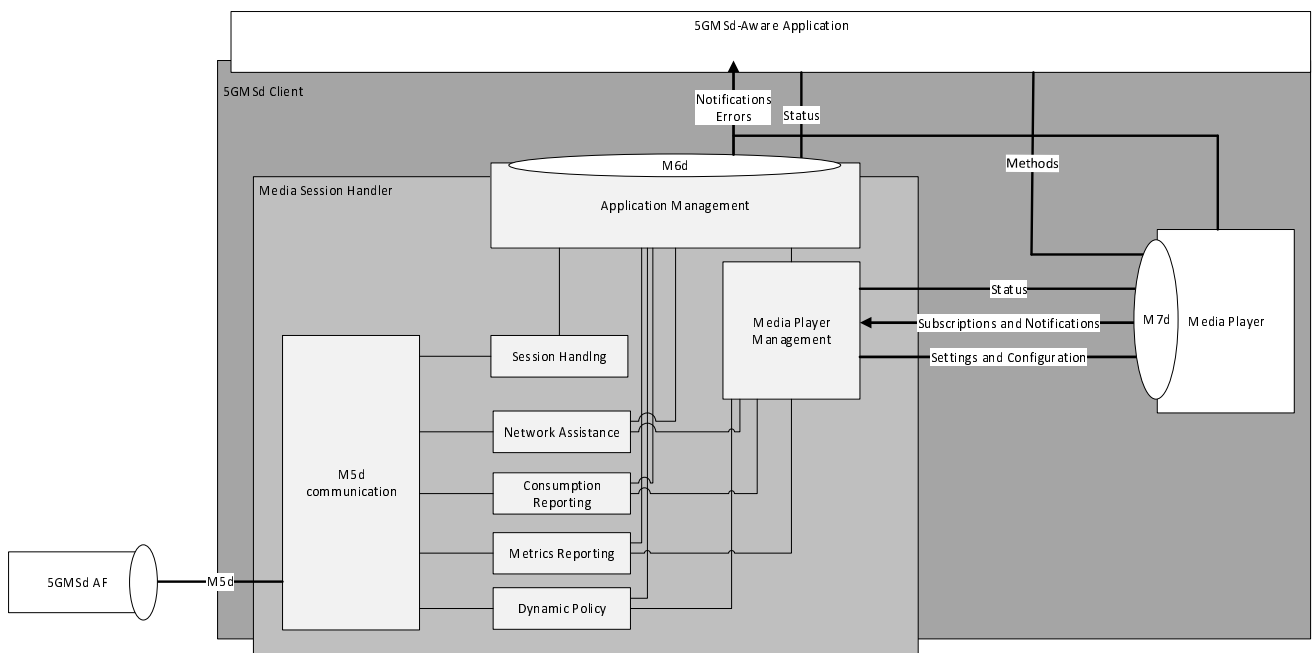 5GMSd-Aware Application
5GMSd Client
Notifications
Errors
Status
M6d
Methods
Media Session Handler
Application Management
Status
Media Player
Management
Subscriptions and Notifications
M7d
Media Player
Settings and Configuration
Session Handlng
Network Assistance
M5d
communication
Consumption
Reporting
Metrics Reporting
5GMSd AF
M5d
Dynamic Policy